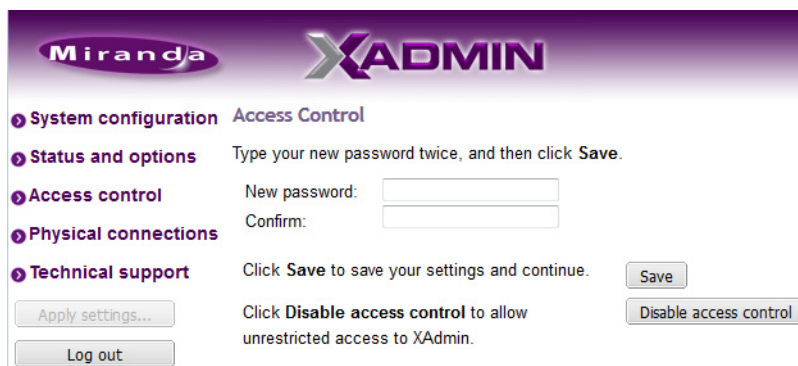 Miranda
XADMIN
System configuration
Status and options
Access control
Physical connections
Technical support
Apply settings...
Log out
Access Control
Type your new password twice, and then click Save.
New password:
Confirm:
Click Save to save your settings and continue.
Save
Click Disable access control to allow
unrestricted access to XAdmin.
Disable access control